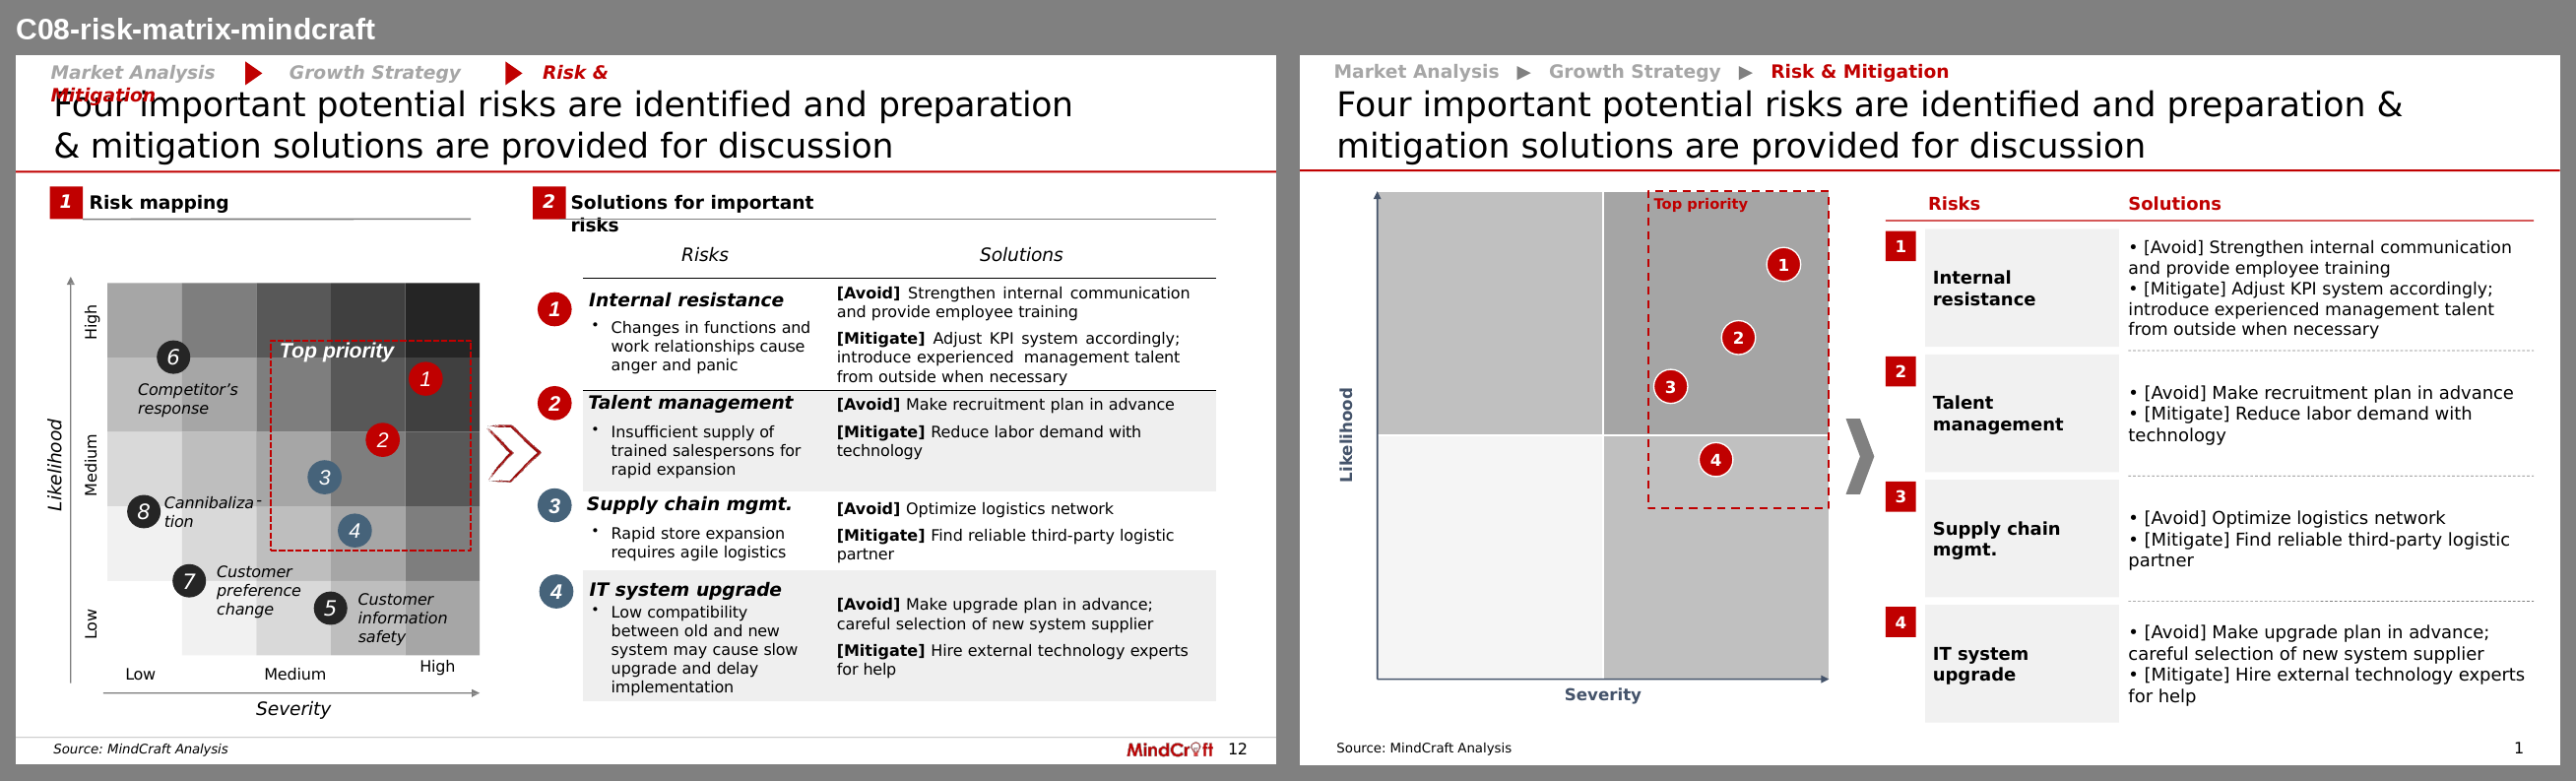 C08-risk-matrix-mindcraft
Market Analysis Growth Strategy Risk &
Mitigation
Four important potential risks are identified and preparation
& mitigation solutions are provided for discussion
1 Risk mapping
Likelihood
High
Medium
Low
Top priority
6
Competitor’s
response
1
2
3
8 Cannibaliza-
tion
4
7 Customer
preference
change
5 Customer
information
safety
Low Medium High
Severity
2 Solutions for important
risks
Risks Solutions
1 Internal resistance
• Changes in functions and
work relationships cause
anger and panic
[Avoid] Strengthen internal communication
and provide employee training
[Mitigate] Adjust KPI system accordingly;
introduce experienced management talent
from outside when necessary
2 Talent management
• Insufficient supply of
trained salespersons for
rapid expansion
[Avoid] Make recruitment plan in advance
[Mitigate] Reduce labor demand with
technology
3 Supply chain mgmt.
• Rapid store expansion
requires agile logistics
[Avoid] Optimize logistics network
[Mitigate] Find reliable third-party logistic
partner
4 IT system upgrade
• Low compatibility
between old and new
system may cause slow
upgrade and delay
implementation
[Avoid] Make upgrade plan in advance;
careful selection of new system supplier
[Mitigate] Hire external technology experts
for help
Source: MindCraft Analysis
MindCraft 12
Market Analysis ▶ Growth Strategy ▶ Risk & Mitigation
Four important potential risks are identified and preparation &
mitigation solutions are provided for discussion
Likelihood
Top priority
1
2
3
4
Severity
Risks Solutions
1
Internal
resistance
• [Avoid] Strengthen internal communication
and provide employee training
• [Mitigate] Adjust KPI system accordingly;
introduce experienced management talent
from outside when necessary
2
Talent
management
• [Avoid] Make recruitment plan in advance
• [Mitigate] Reduce labor demand with
technology
3
Supply chain
mgmt.
• [Avoid] Optimize logistics network
• [Mitigate] Find reliable third-party logistic
partner
4
IT system
upgrade
• [Avoid] Make upgrade plan in advance;
careful selection of new system supplier
• [Mitigate] Hire external technology experts
for help
Source: MindCraft Analysis
1